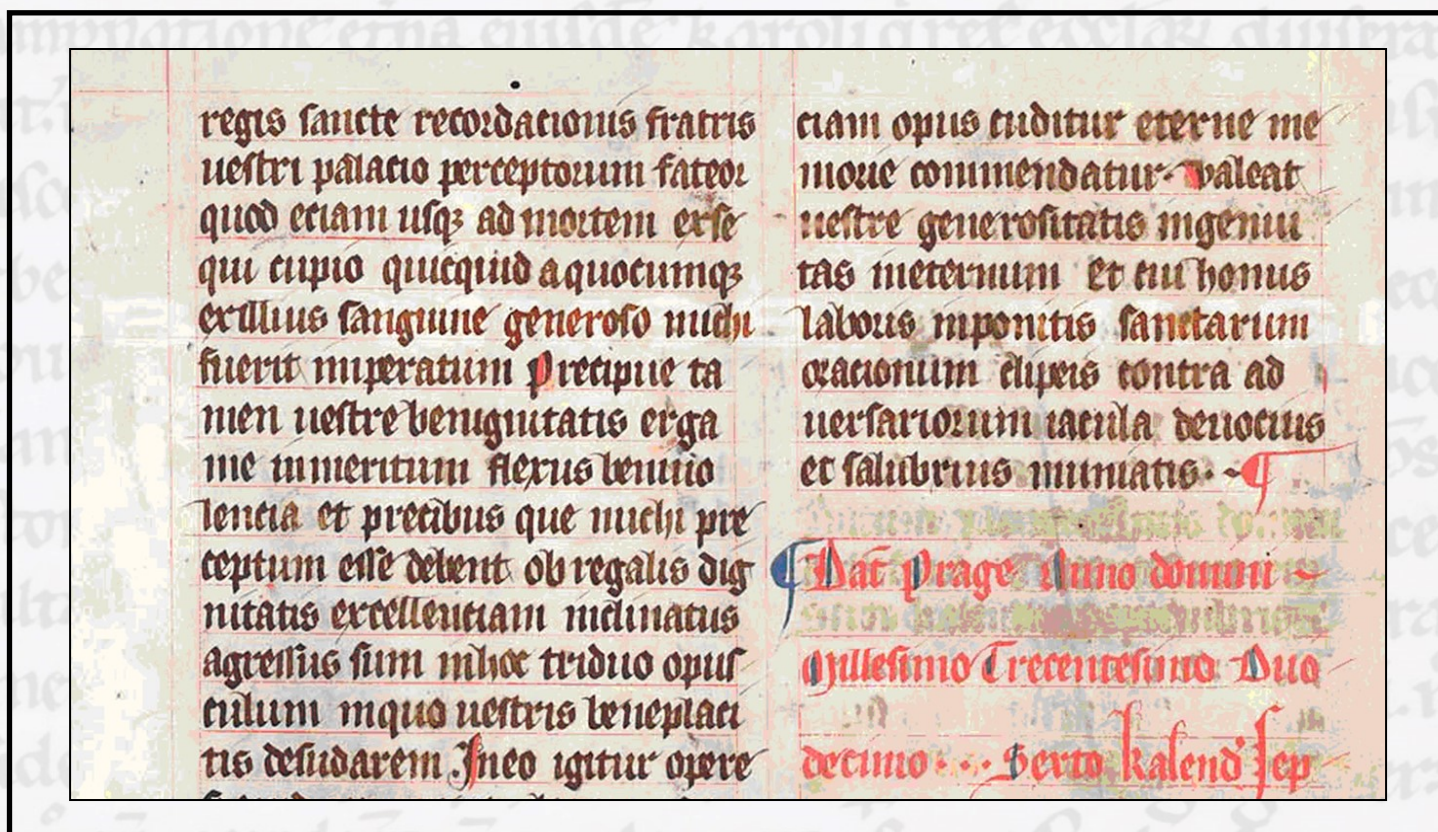 regis sancte recordacionis fratris
uestri palacio perceptorum fateor
quod eciam usqꝫ ad mortem exse
qui cupio quicquid a quocumqꝫ
ex illius sanguine generoso michi
fuerit imperatum Precipue ta
men uestre benignitatis erga
me inmeritum flexus beniuo
lencia et precibus que michi pre
ceptum esse debent ob regalis dig
nitatis excellenciam inclinatus
agressus sum in hoc triduo opus
culum in quo uestris beneplaci
tis desudarem In eo igitur opere
ciam opus cuditur eterne me
morie commendatur. Valeat
uestre generositatis ingenui
tas in eternum Et cui honus
laboris inponitis sanctarum
oracionum clipeis contra ad
uersariorum iacula deuocius
et salubrius muniatis.
¶ Dat̄ Prage Anno domini
Millesimo Trecentesimo Duo
decimo... Sexto kalend̾ Sep